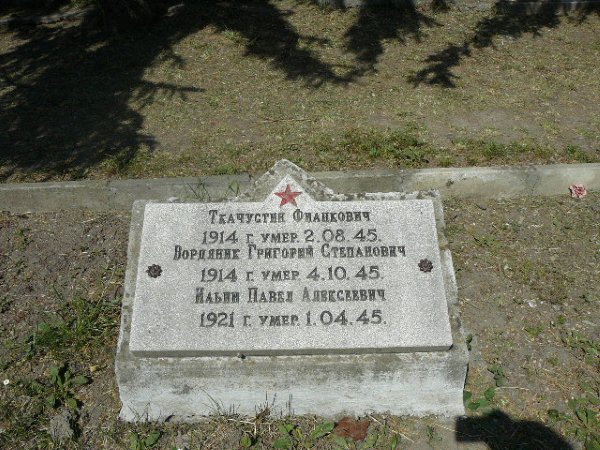 Ткачустин Фианкович
1914 г. умер. 2.08.45.
Ворляник Григорий Степанович
1914 г. умер. 4.10.45
Ильин Павел Алексеевич
1921 г. умер. 1.04.45.